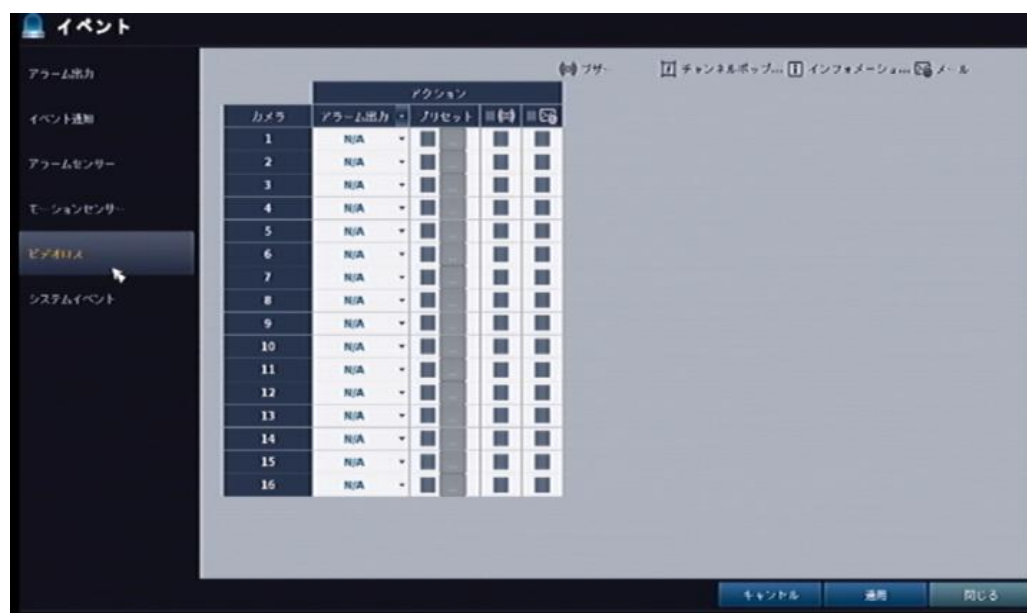 イベント
アラーム出力
イベント通知
アラームセンサー
モーションセンサー
ビデオロス
システムイベント
ブザー チャンネルポップ... インフォメーショ... メール
アクション
カメラ アラーム出力 プリセット
1 N/A ...
2 N/A ...
3 N/A ...
4 N/A ...
5 N/A ...
6 N/A ...
7 N/A ...
8 N/A ...
9 N/A ...
10 N/A ...
11 N/A ...
12 N/A ...
13 N/A ...
14 N/A ...
15 N/A ...
16 N/A ...
キャンセル 適用 閉じる